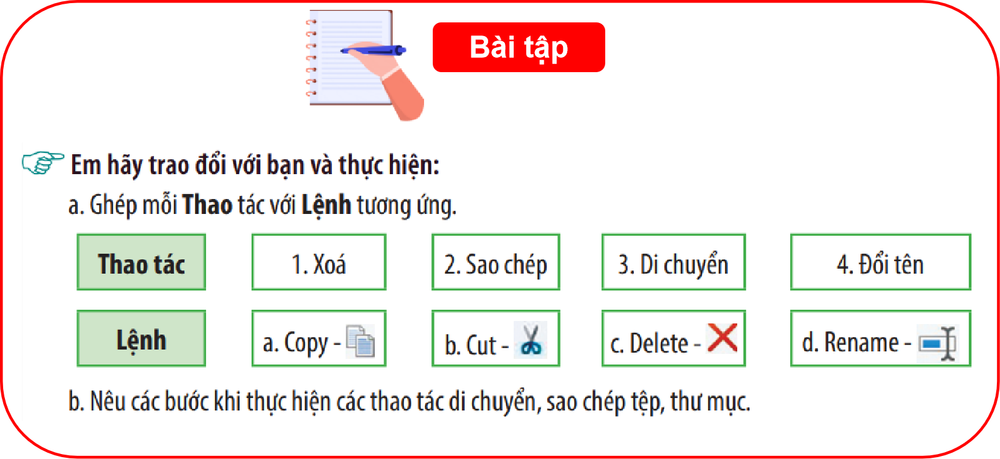 Bài tập
Em hãy trao đổi với bạn và thực hiện:
a. Ghép mỗi Thao tác với Lệnh tương ứng.
Thao tác 1. Xoá 2. Sao chép 3. Di chuyển 4. Đổi tên
Lệnh a. Copy - b. Cut - c. Delete - d. Rename -
b. Nêu các bước khi thực hiện các thao tác di chuyển, sao chép tệp, thư mục.